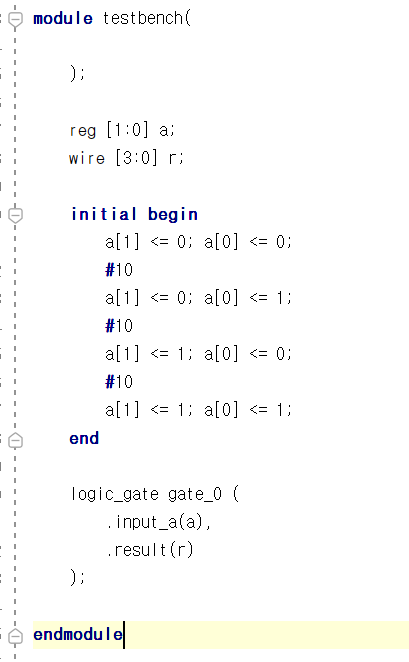 module testbench(
);
reg [1:0] a;
wire [3:0] r;
initial begin
a[1] <= 0; a[0] <= 0;
#10
a[1] <= 0; a[0] <= 1;
#10
a[1] <= 1; a[0] <= 0;
#10
a[1] <= 1; a[0] <= 1;
end
logic_gate gate_0 (
.input_a(a),
.result(r)
);
endmodule